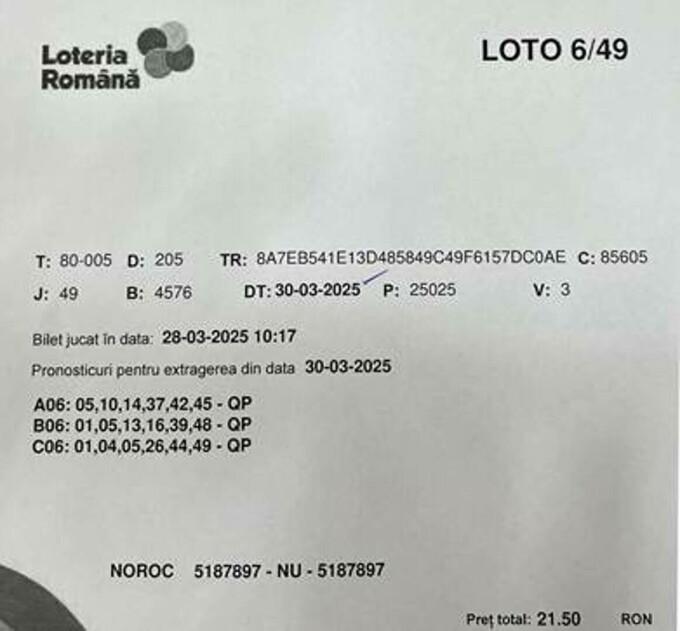 Loteria
Română
LOTO 6/49
T: 80-005 D: 205 TR: 8A7EB541E13D485849C49F6157DC0AE C: 85605
J: 49 B: 4576 DT: 30-03-2025 P: 25025 V: 3
Bilet jucat în data: 28-03-2025 10:17
Pronosticuri pentru extragerea din data 30-03-2025
A06: 05,10,14,37,42,45 - QP
B06: 01,05,13,16,39,48 - QP
C06: 01,04,05,26,44,49 - QP
NOROC 5187897 - NU - 5187897
Preț total: 21.50 RON